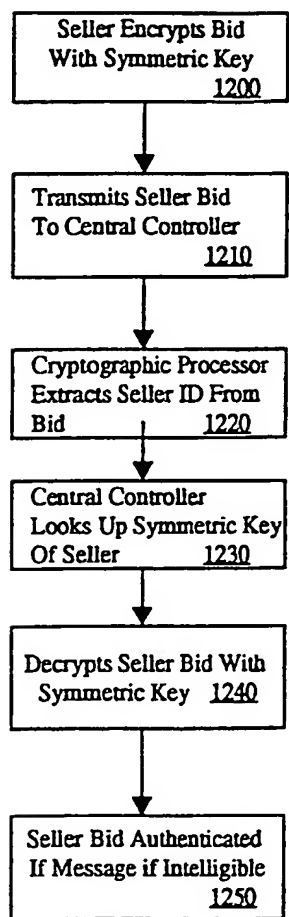 Seller Encrypts Bid
With Symmetric Key
1200
Transmits Seller Bid
To Central Controller
1210
Cryptographic Processor
Extracts Seller ID From
Bid 1220
Central Controller
Looks Up Symmetric Key
Of Seller 1230
Decrypts Seller Bid With
Symmetric Key 1240
Seller Bid Authenticated
If Message if Intelligible
1250